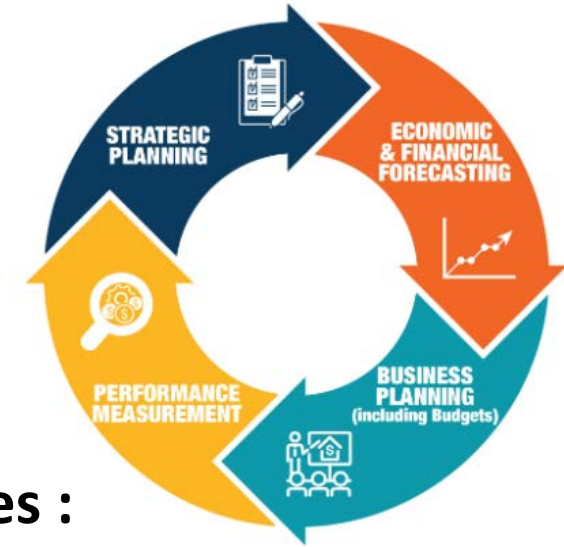 STRATEGIC
PLANNING
ECONOMIC
& FINANCIAL
FORECASTING
BUSINESS
PLANNING
(including Budgets)
PERFORMANCE
MEASUREMENT
es :